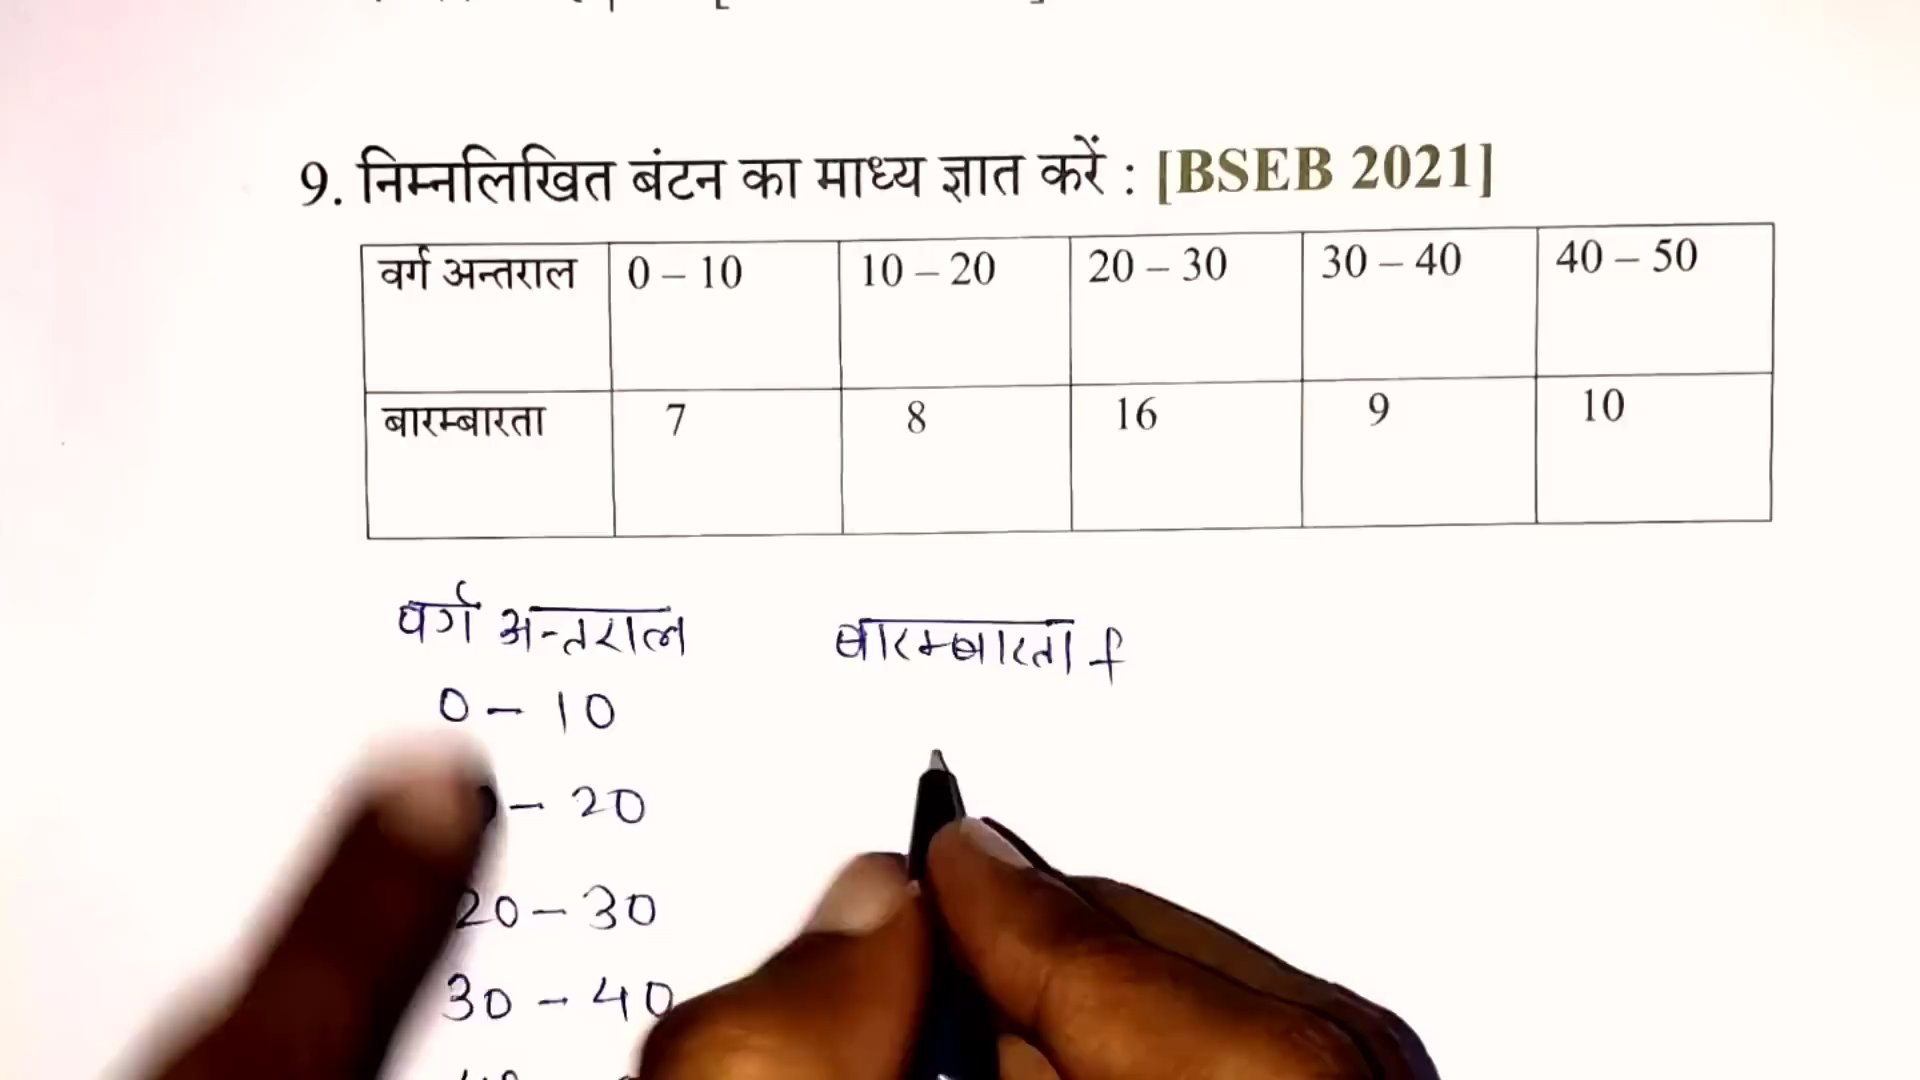 9. निम्नलिखित बंटन का माध्य ज्ञात करें : [BSEB 2021]
वर्ग अन्तराल 0 – 10 10 – 20 20 – 30 30 – 40 40 – 50
बारम्बारता 7 8 16 9 10
वर्ग अन्तराल बारम्बारता f
0 – 10
– 20
20 – 30
30 – 40